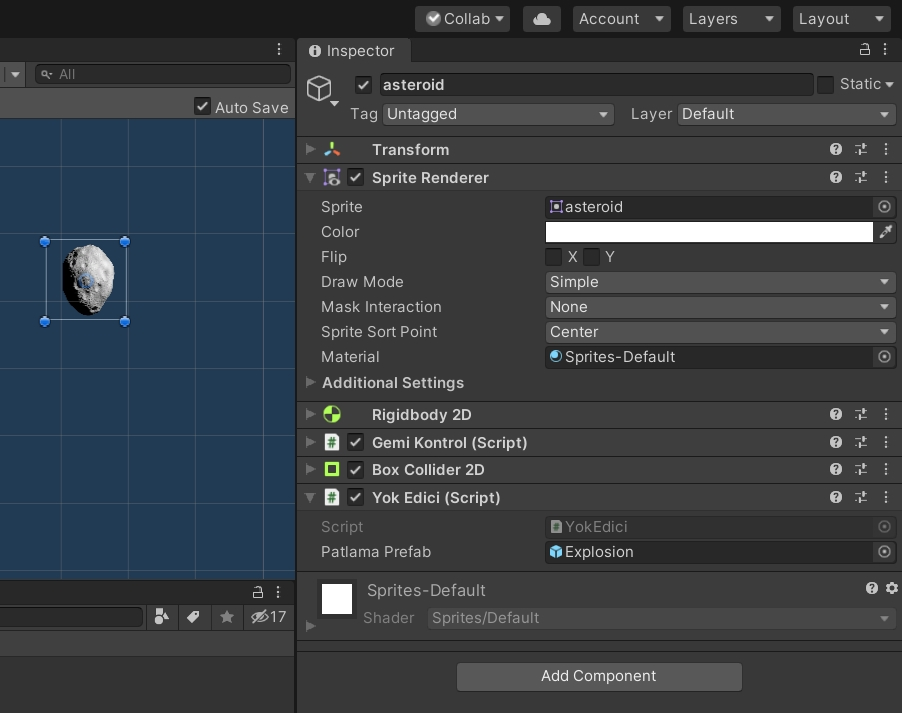 Collab Account Layers Layout
Inspector
All
asteroid Static
Auto Save
Tag Untagged Layer Default
Transform
Sprite Renderer
Sprite asteroid
Color
Flip X Y
Draw Mode Simple
Mask Interaction None
Sprite Sort Point Center
Material Sprites-Default
Additional Settings
Rigidbody 2D
Gemi Kontrol (Script)
Box Collider 2D
Yok Edici (Script)
Script YokEdici
Patlama Prefab Explosion
Sprites-Default
Shader Sprites/Default
17
Add Component